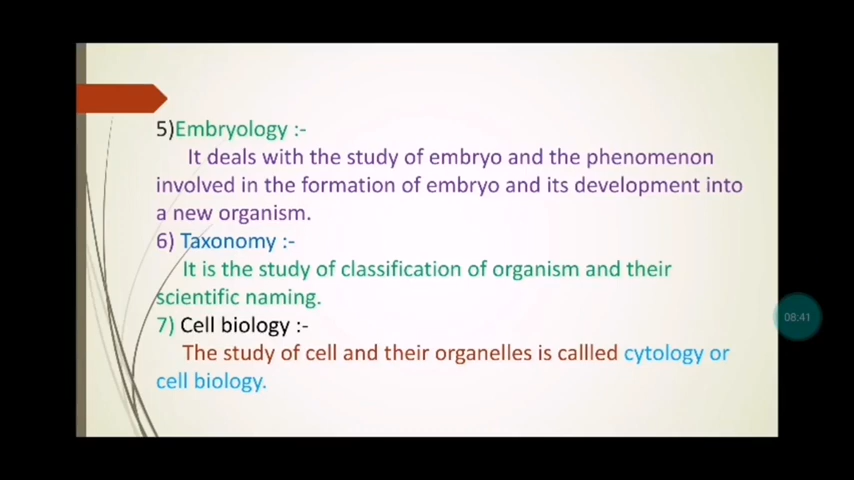 5)Embryology :-
It deals with the study of embryo and the phenomenon
involved in the formation of embryo and its development into
a new organism.
6) Taxonomy :-
It is the study of classification of organism and their
scientific naming.
7) Cell biology :-
The study of cell and their organelles is callled cytology or
cell biology.
08:41